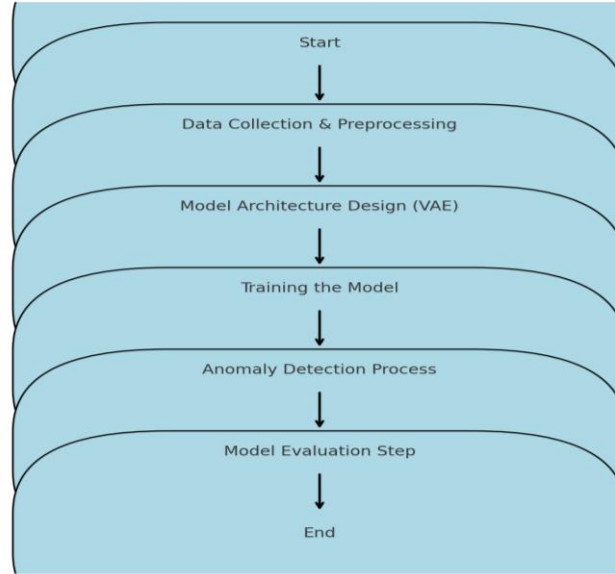 Start
Data Collection & Preprocessing
Model Architecture Design (VAE)
Training the Model
Anomaly Detection Process
Model Evaluation Step
End